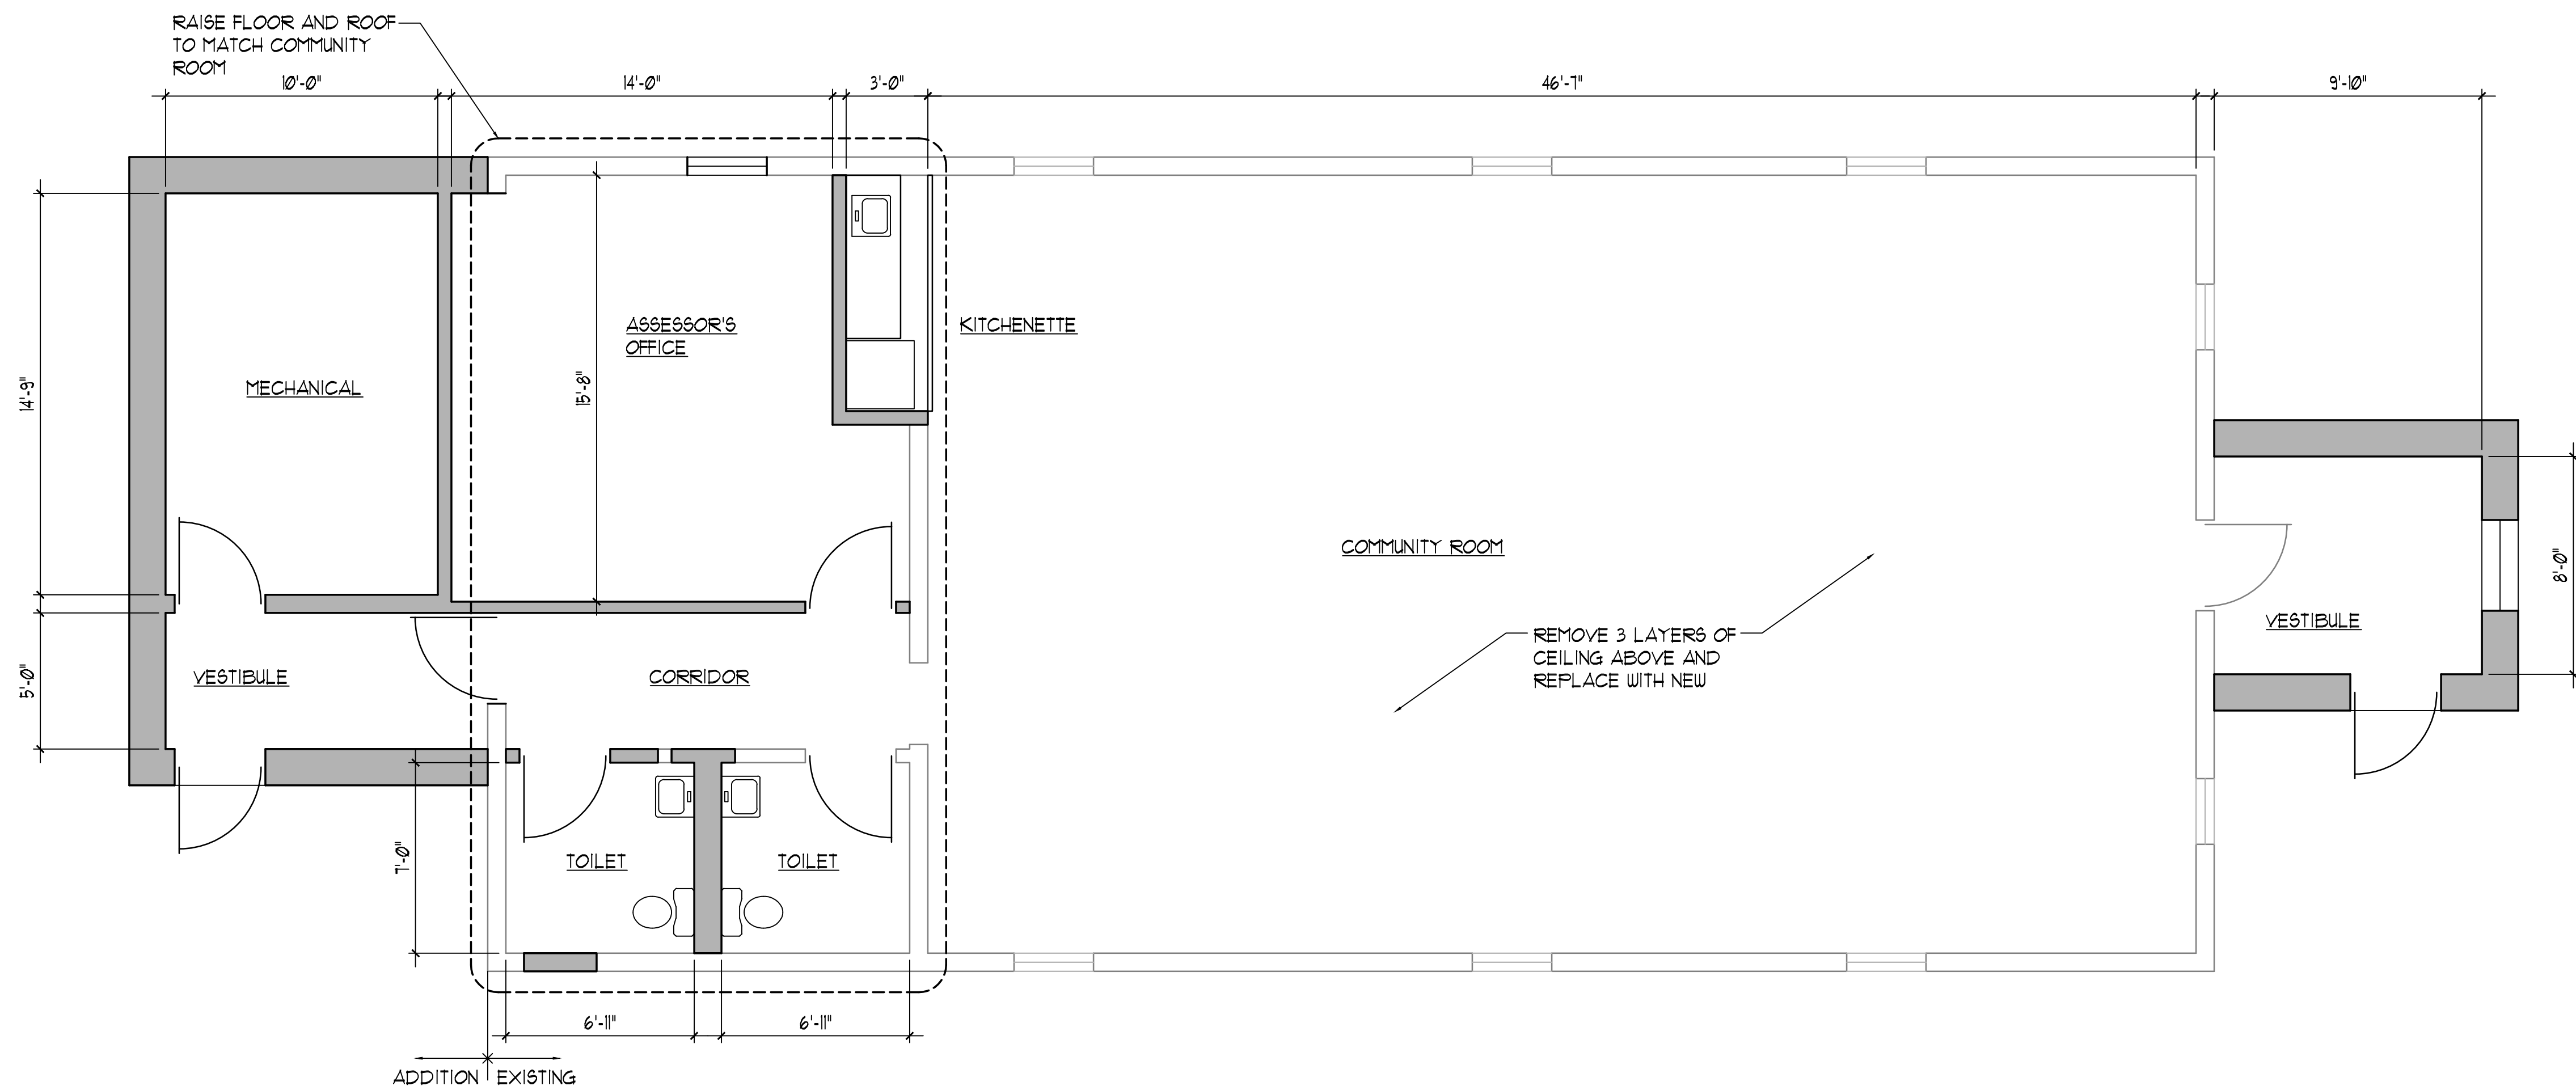 RAISE FLOOR AND ROOF
TO MATCH COMMUNITY
ROOM
10'-0"
14'-0"
3'-0"
46'-7"
9'-10"
ASSESSOR'S
OFFICE
KITCHENETTE
MECHANICAL
14'-9"
15'-8"
COMMUNITY ROOM
8'-0"
VESTIBULE
REMOVE 3 LAYERS OF
CEILING ABOVE AND
REPLACE WITH NEW
VESTIBULE
CORRIDOR
5'-0"
7'-0"
TOILET
TOILET
6'-11"
6'-11"
ADDITION
EXISTING